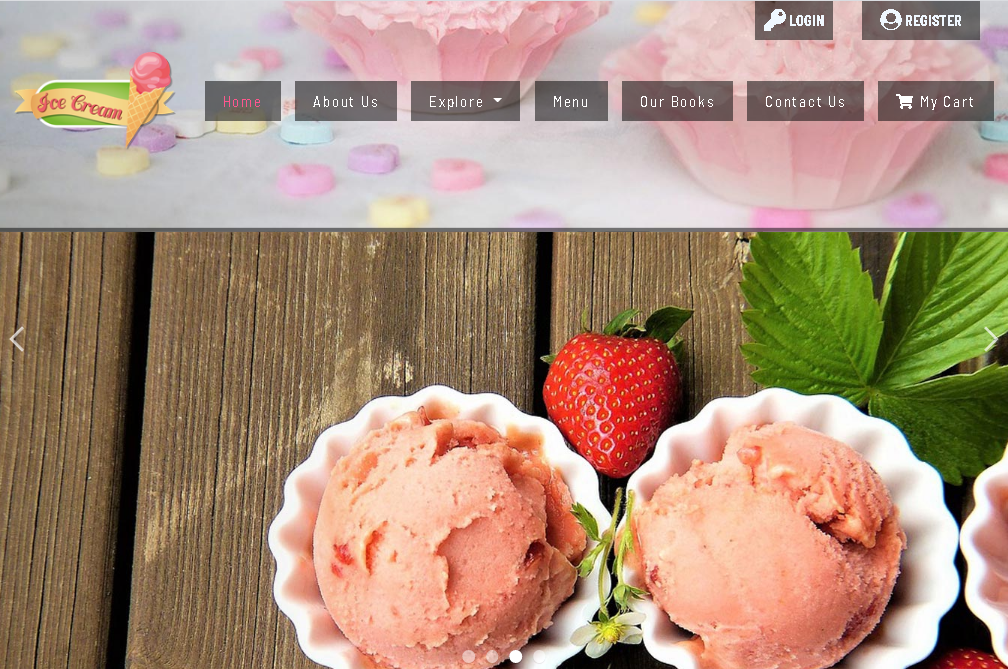 LOGIN
REGISTER
Ice Cream
Home
About Us
Explore
Menu
Our Books
Contact Us
My Cart